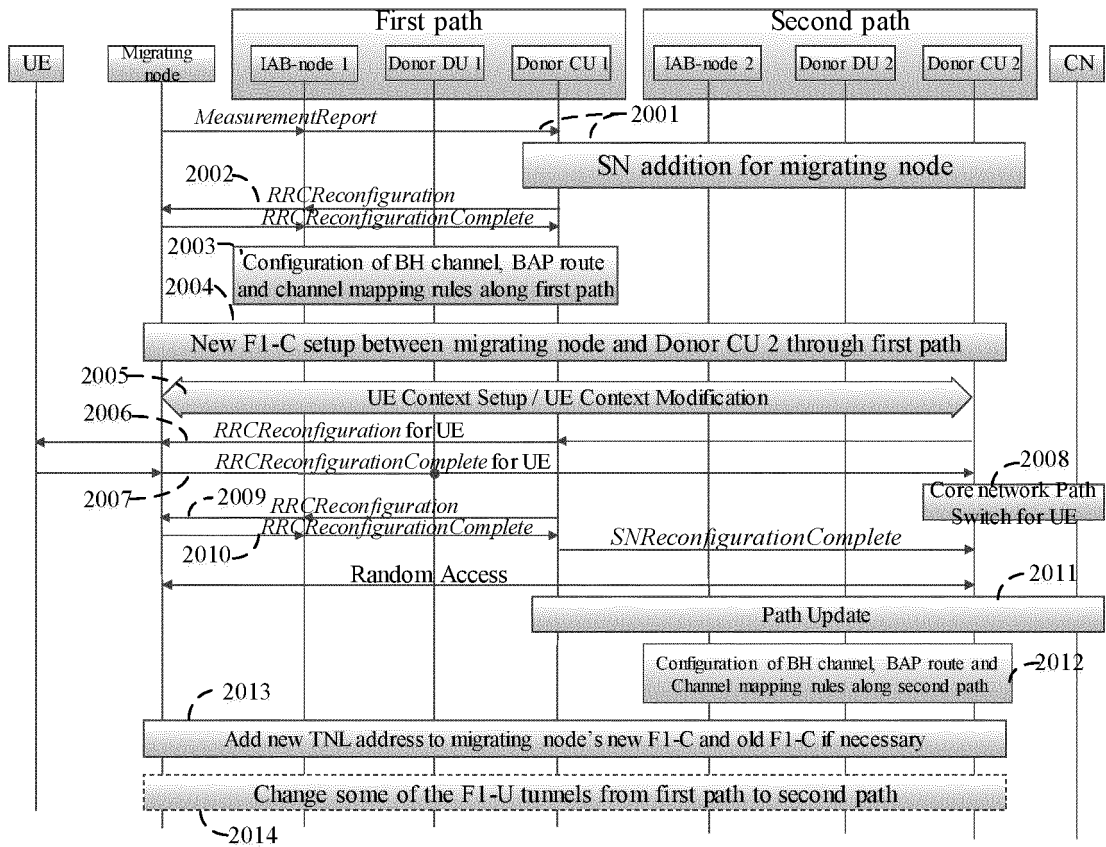 First path
Second path
UE
Migrating
node
IAB-node 1
Donor DU 1
Donor CU 1
IAB-node 2
Donor DU 2
Donor CU 2
CN
MeasurementReport
2001
SN addition for migrating node
2002
RRCReconfiguration
RRCReconfigurationComplete
2003
Configuration of BH channel, BAP route
and channel mapping rules along first path
2004
New F1-C setup between migrating node and Donor CU 2 through first path
2005
UE Context Setup / UE Context Modification
2006
RRCReconfiguration for UE
RRCReconfigurationComplete for UE
2007
2008
Core network Path
Switch for UE
2009
RRCReconfiguration
RRCReconfigurationComplete
2010
SNReconfigurationComplete
Random Access
2011
Path Update
Configuration of BH channel, BAP route and
Channel mapping rules along second path
2012
2013
Add new TNL address to migrating node's new F1-C and old F1-C if necessary
Change some of the F1-U tunnels from first path to second path
2014